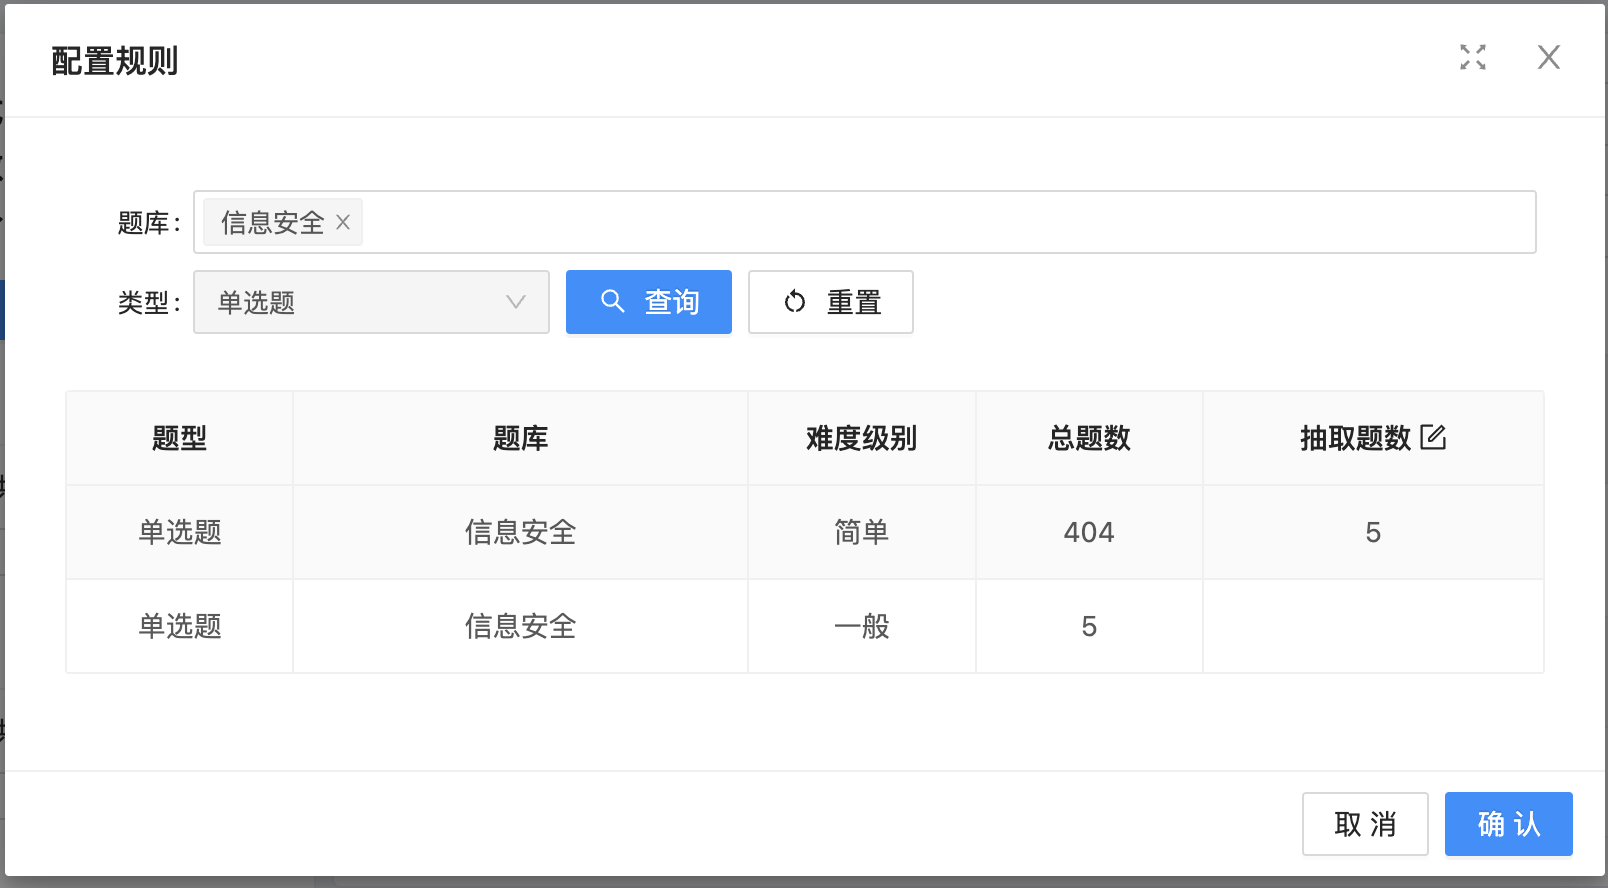 配置规则
题库: 信息安全
类型: 单选题 查询 重置
题型 题库 难度级别 总题数 抽取题数
单选题 信息安全 简单 404 5
单选题 信息安全 一般 5
取消 确认